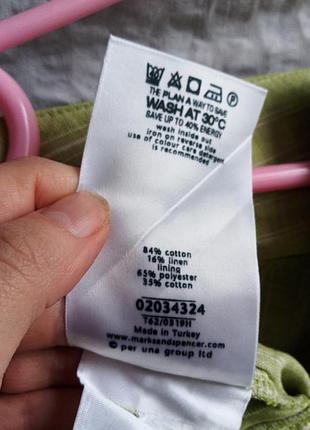 THE PLAN A WAY TO SAVE
WASH AT 30°C
SAVE UP TO 40% ENERGY
wash inside out
iron on reverse side
use of colour care detergent
is recommended
84% cotton
16% linen
lining
65% polyester
35% cotton
02034324
T62/0319H
Made in Turkey
www.marksandspencer.com
© per una group ltd